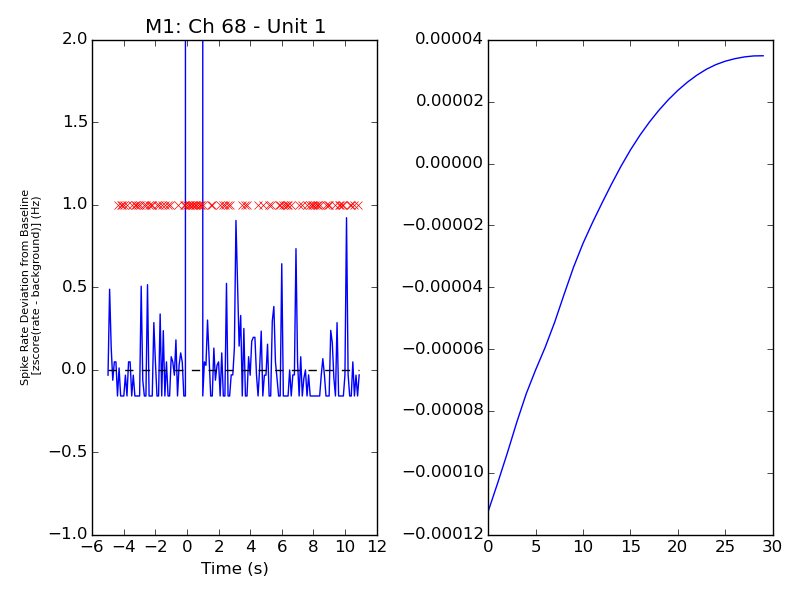 M1: Ch 68 - Unit 1
2.0
1.5
1.0
0.5
0.0
−0.5
−1.0
Spike Rate Deviation from Baseline
[zscore(rate - background)] (Hz)
−6 −4 −2 0 2 4 6 8 10 12
Time (s)
0.00004
0.00002
0.00000
−0.00002
−0.00004
−0.00006
−0.00008
−0.00010
−0.00012
0 5 10 15 20 25 30